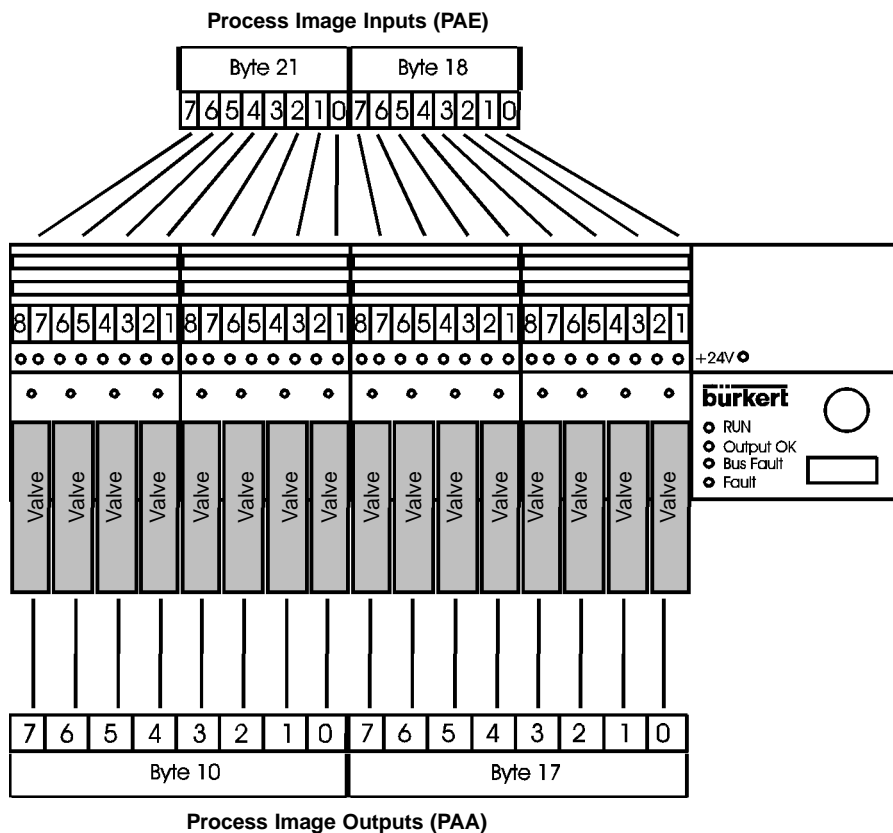 Process Image Inputs (PAE)
Byte 21 Byte 18
7 6 5 4 3 2 1 0 7 6 5 4 3 2 1 0
8 7 6 5 4 3 2 1 8 7 6 5 4 3 2 1 8 7 6 5 4 3 2 1 8 7 6 5 4 3 2 1
+24V
bürkert
RUN
Output OK
Bus Fault
Fault
Valve Valve Valve Valve Valve Valve Valve Valve Valve Valve Valve Valve Valve Valve Valve Valve
7 6 5 4 3 2 1 0 7 6 5 4 3 2 1 0
Byte 10 Byte 17
Process Image Outputs (PAA)